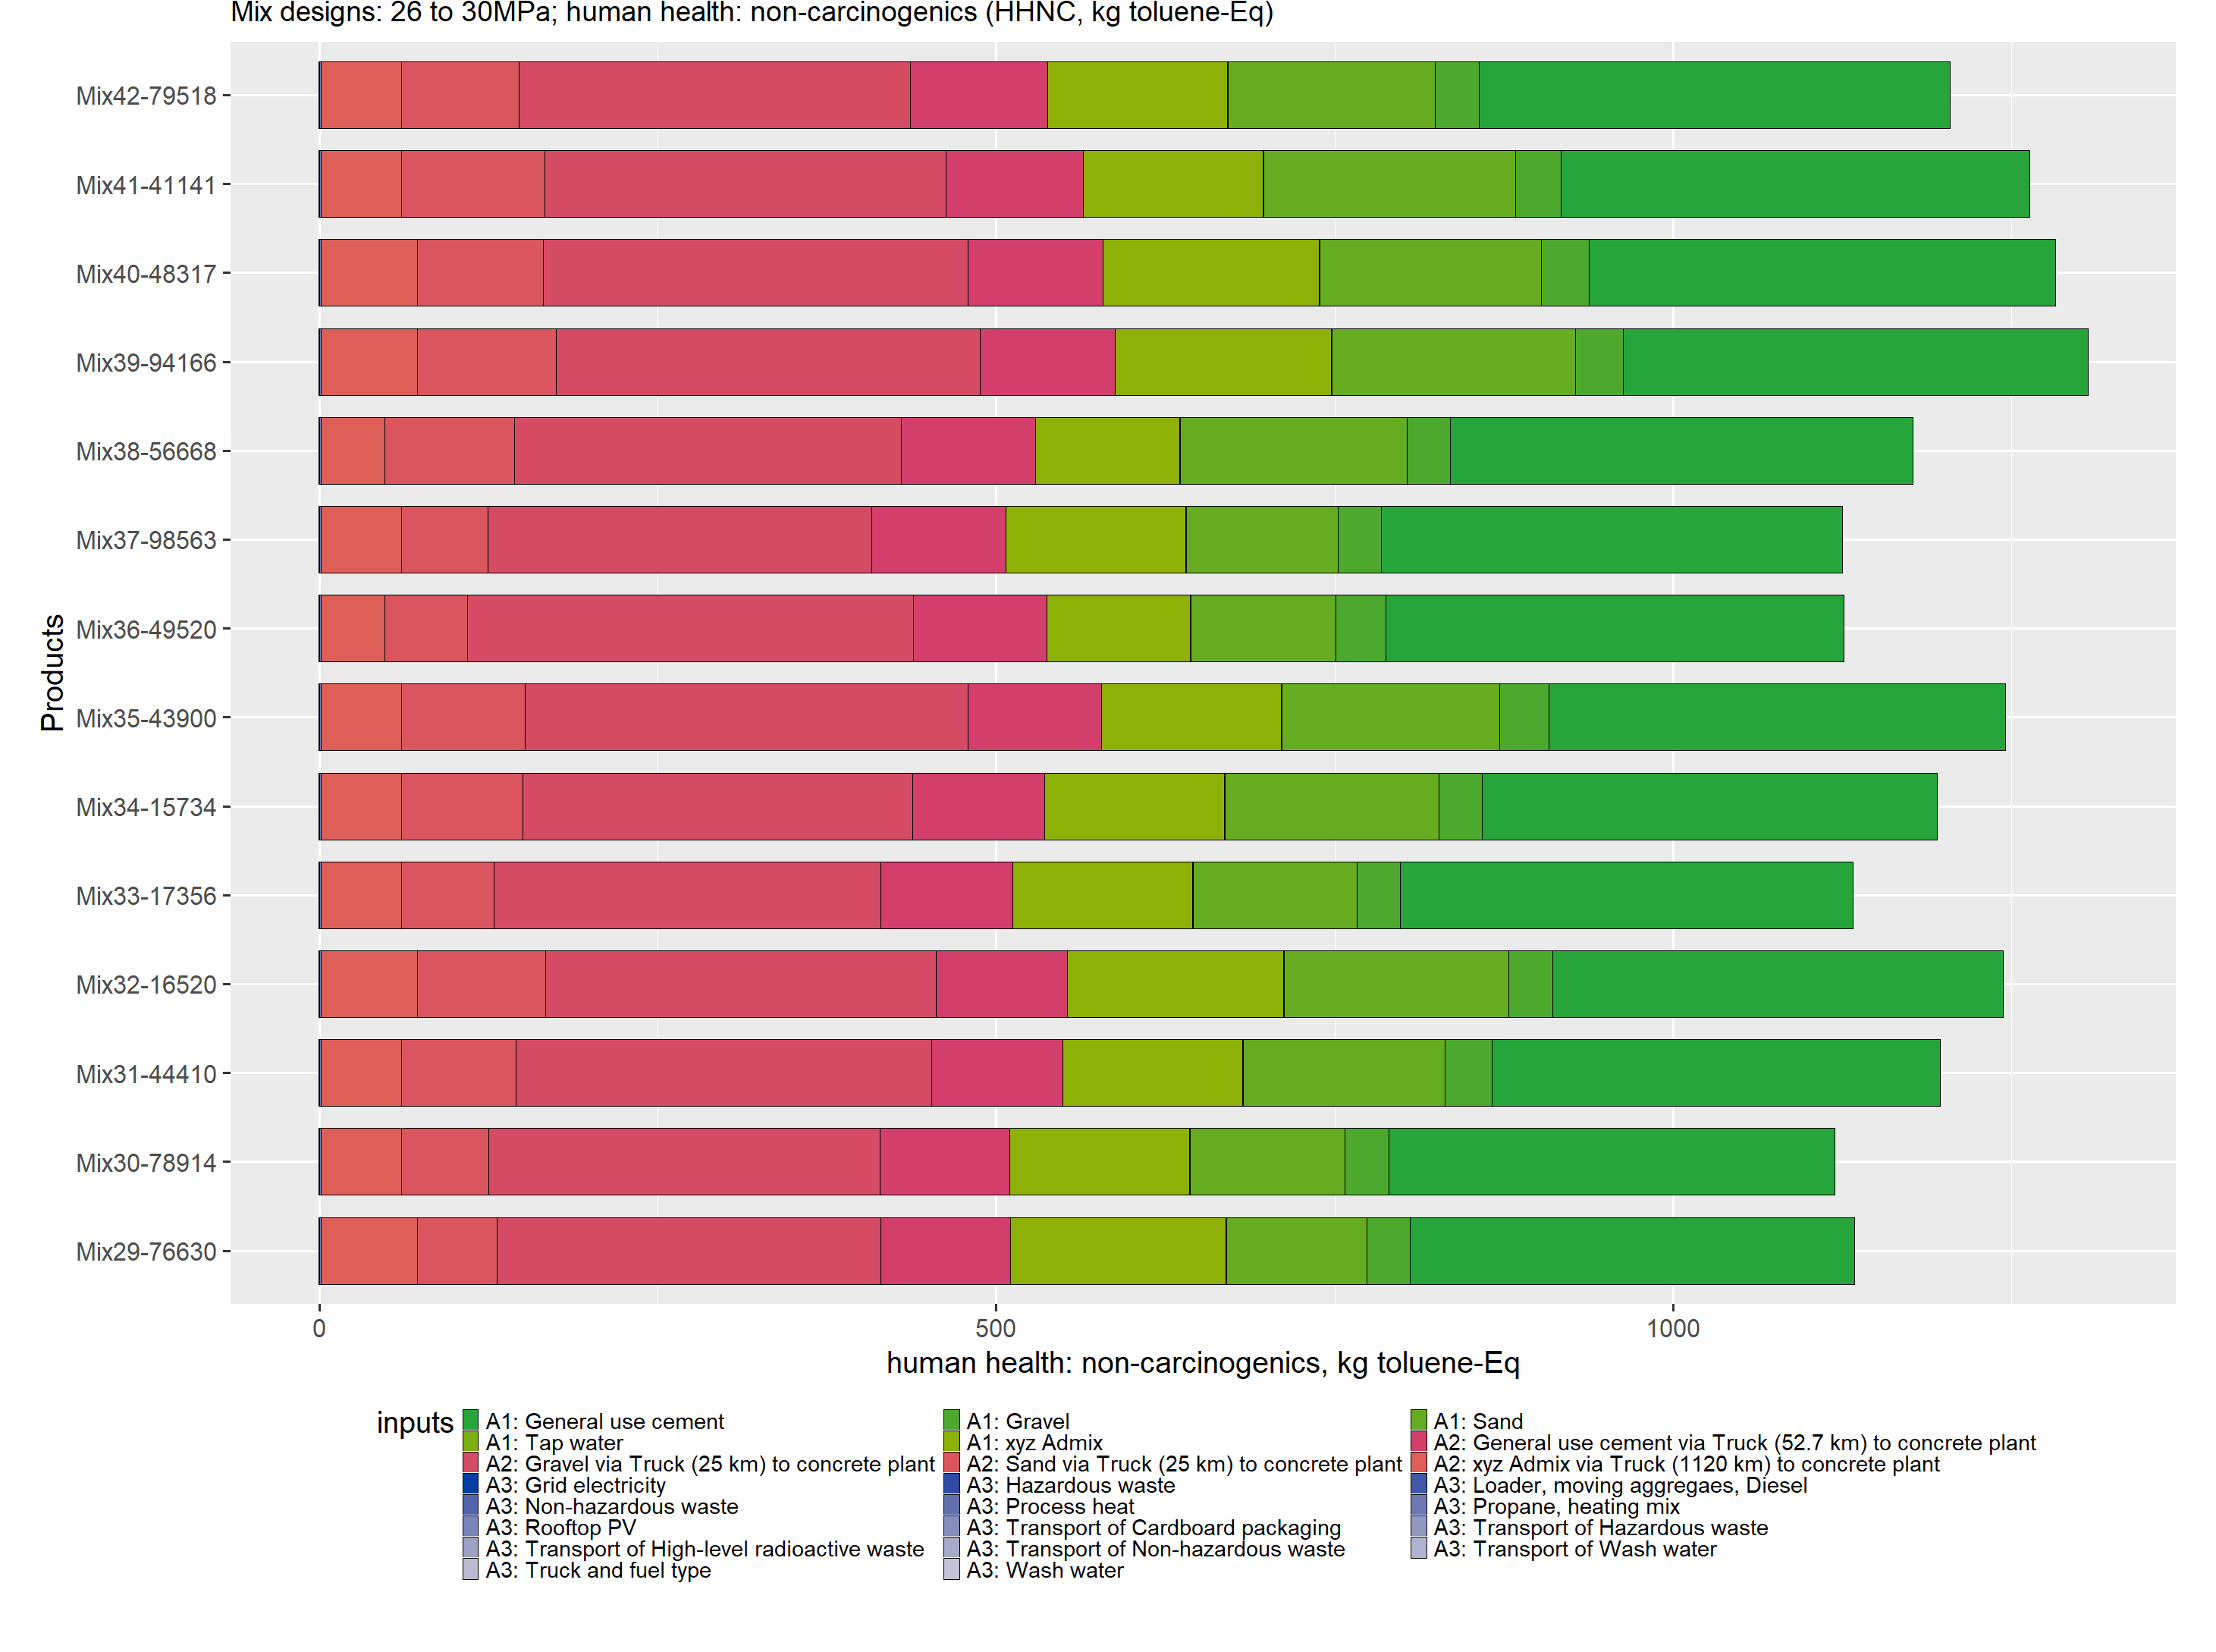 Mix designs: 26 to 30MPa; human health: non-carcinogenics (HHNC, kg toluene-Eq)
Mix42-79518
Mix41-41141
Mix40-48317
Mix39-94166
Mix38-56668
Mix37-98563
Mix36-49520
Mix35-43900
Mix34-15734
Mix33-17356
Mix32-16520
Mix31-44410
Mix30-78914
Mix29-76630
Products
0 500 1000
human health: non-carcinogenics, kg toluene-Eq
inputs
A1: General use cement A1: Gravel A1: Sand
A1: Tap water A1: xyz Admix A2: General use cement via Truck (52.7 km) to concrete plant
A2: Gravel via Truck (25 km) to concrete plant A2: Sand via Truck (25 km) to concrete plant A2: xyz Admix via Truck (1120 km) to concrete plant
A3: Grid electricity A3: Hazardous waste A3: Loader, moving aggregaes, Diesel
A3: Non-hazardous waste A3: Process heat A3: Propane, heating mix
A3: Rooftop PV A3: Transport of Cardboard packaging A3: Transport of Hazardous waste
A3: Transport of High-level radioactive waste A3: Transport of Non-hazardous waste A3: Transport of Wash water
A3: Truck and fuel type A3: Wash water